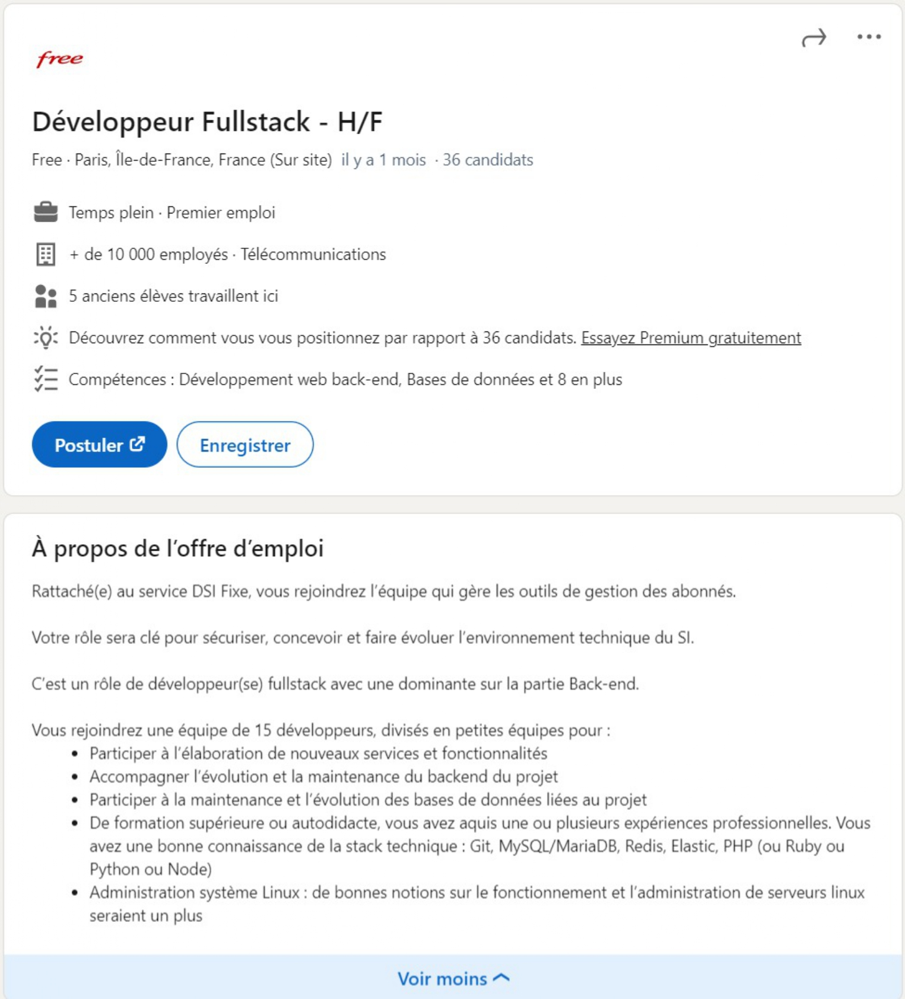 free
Développeur Fullstack - H/F
Free · Paris, Île-de-France, France (Sur site) il y a 1 mois · 36 candidats
Temps plein · Premier emploi
+ de 10 000 employés · Télécommunications
5 anciens élèves travaillent ici
Découvrez comment vous vous positionnez par rapport à 36 candidats. Essayez Premium gratuitement
Compétences : Développement web back-end, Bases de données et 8 en plus
Postuler Enregistrer
À propos de l’offre d’emploi
Rattaché(e) au service DSI Fixe, vous rejoindrez l’équipe qui gère les outils de gestion des abonnés.
Votre rôle sera clé pour sécuriser, concevoir et faire évoluer l’environnement technique du SI.
C’est un rôle de développeur(se) fullstack avec une dominante sur la partie Back-end.
Vous rejoindrez une équipe de 15 développeurs, divisés en petites équipes pour :
• Participer à l’élaboration de nouveaux services et fonctionnalités
• Accompagner l’évolution et la maintenance du backend du projet
• Participer à la maintenance et l’évolution des bases de données liées au projet
• De formation supérieure ou autodidacte, vous avez aquis une ou plusieurs expériences professionnelles. Vous
avez une bonne connaissance de la stack technique : Git, MySQL/MariaDB, Redis, Elastic, PHP (ou Ruby ou
Python ou Node)
• Administration système Linux : de bonnes notions sur le fonctionnement et l’administration de serveurs linux
seraient un plus
Voir moins